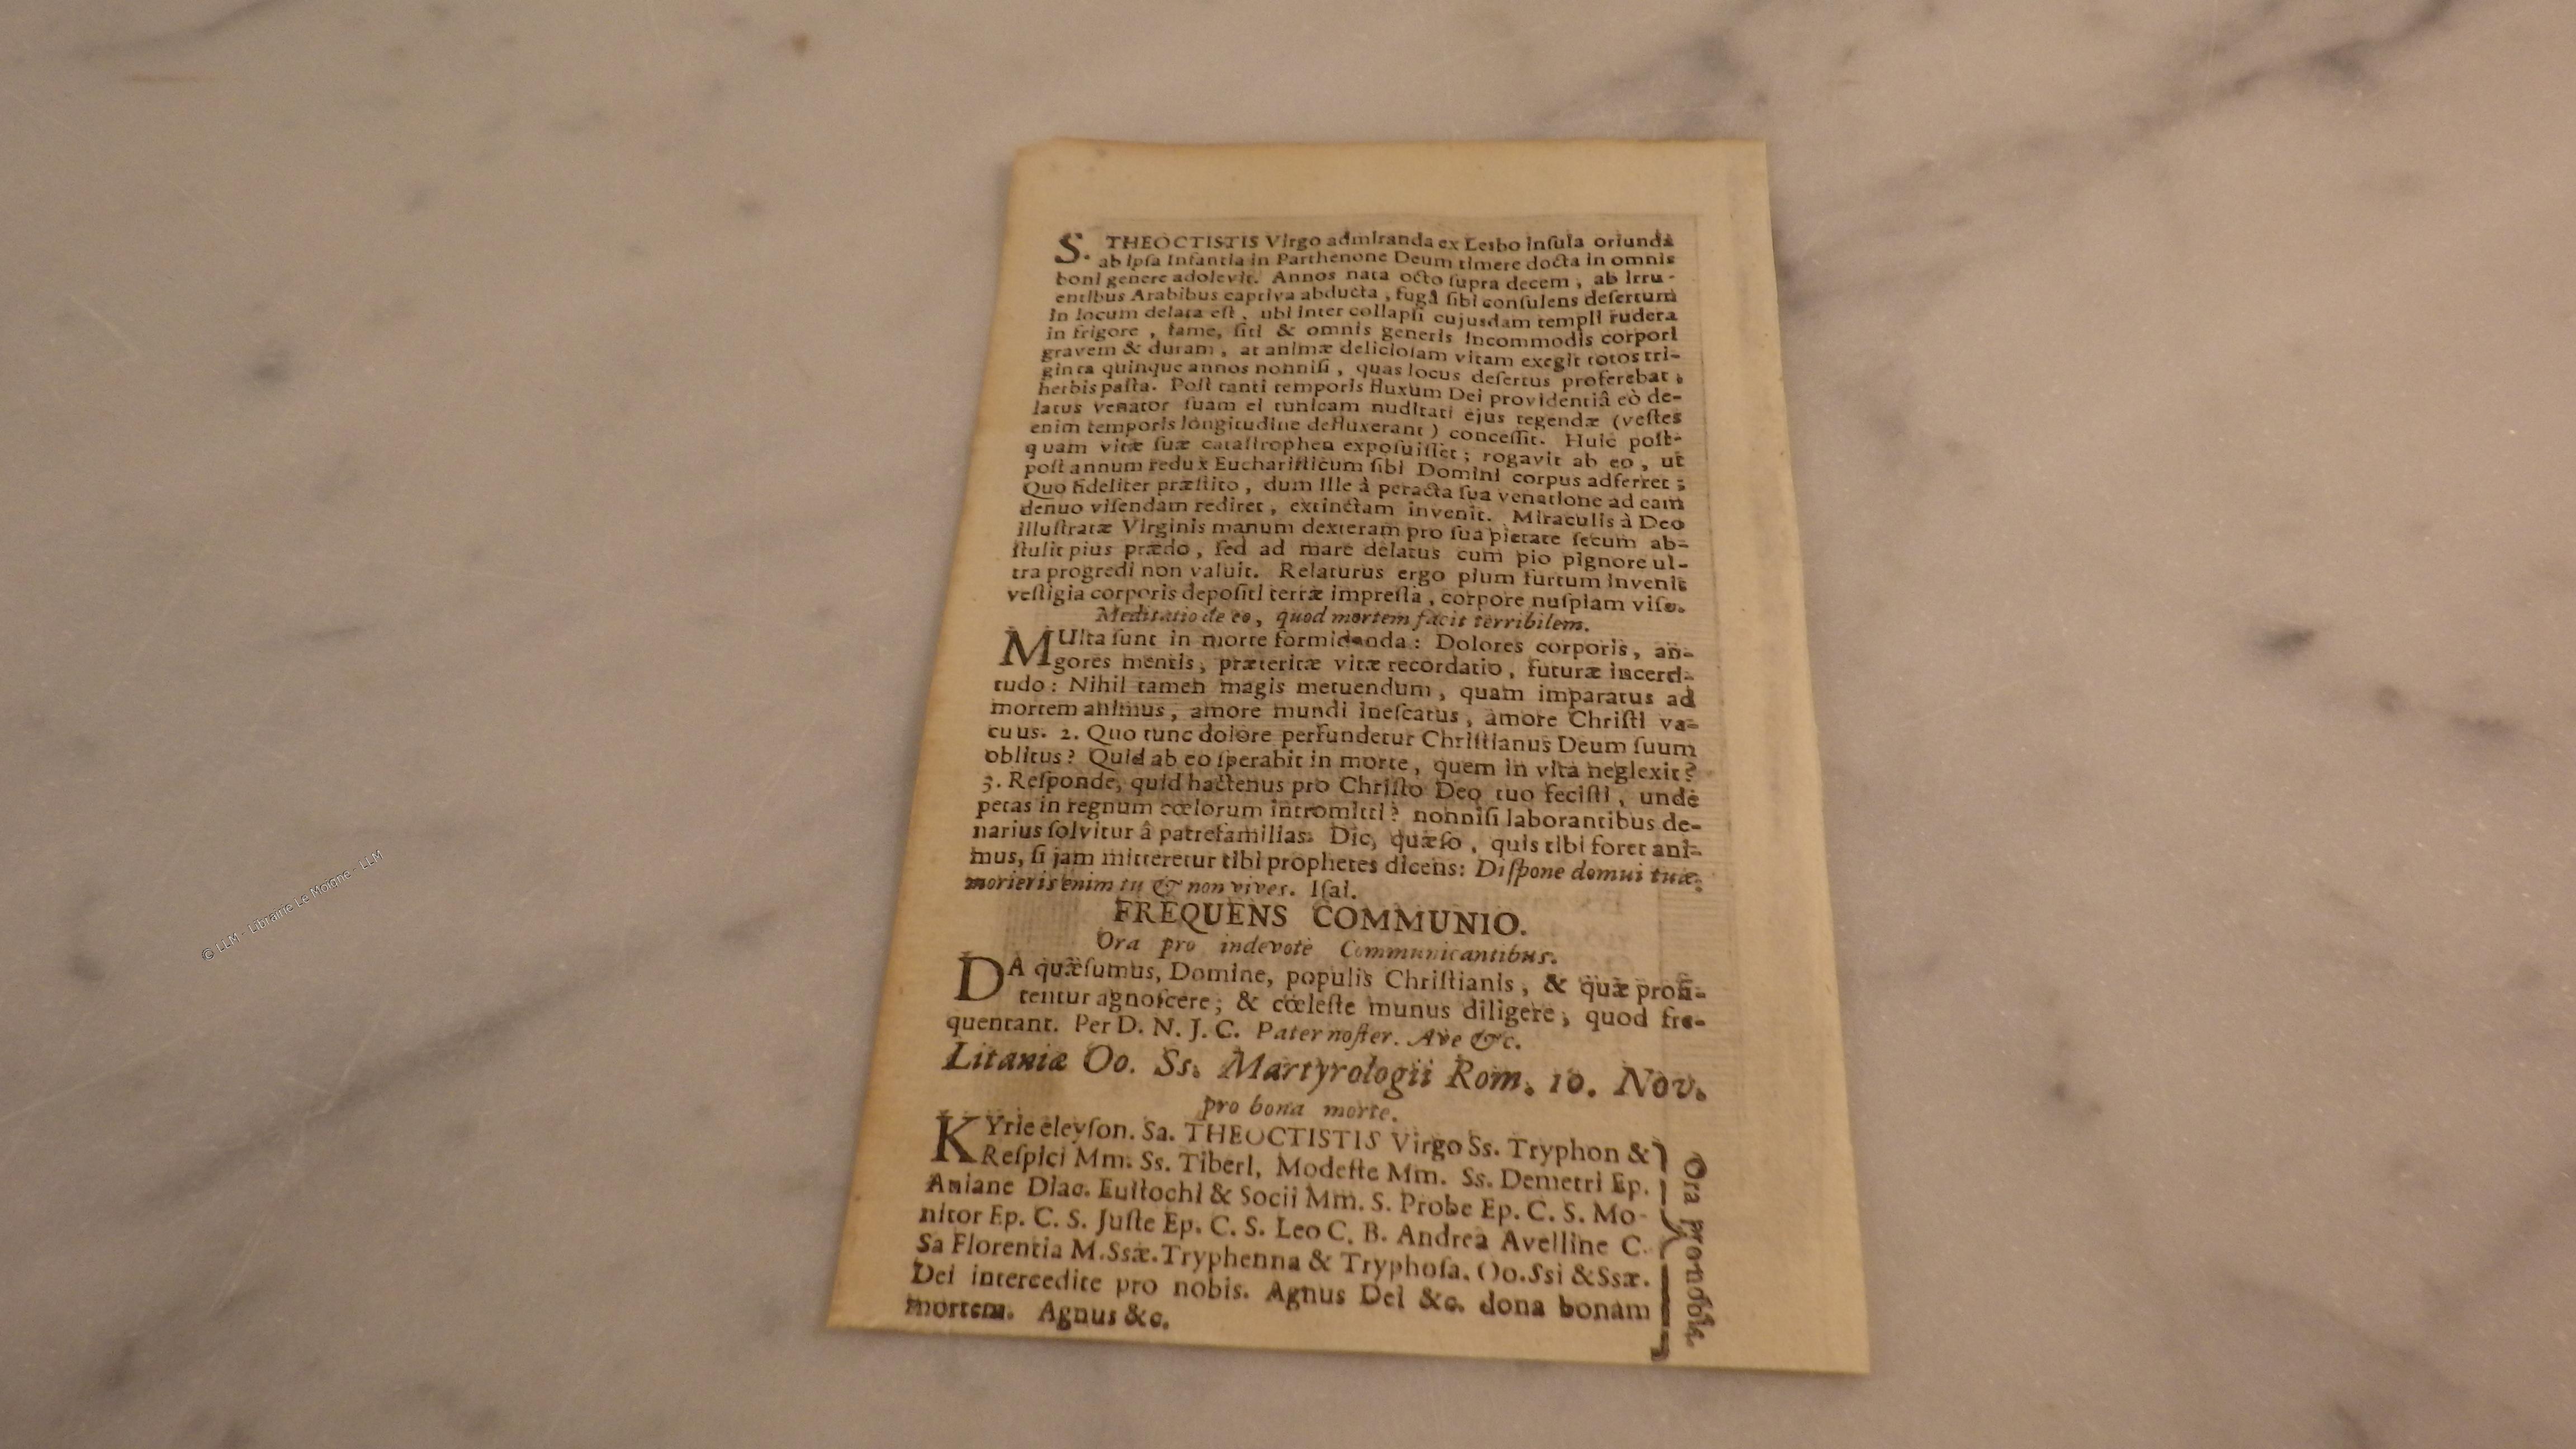 S. THEOCTISTIS Virgo admiranda ex Lesbo insula oriunda
ab ipsa Infantia in Parthenone Deum timere docta in omnis
boni genere adolevit. Annos nata octo supra decem, ab irru-
entibus Arabibus captiva abducta, fugâ sibi consulens desertum
in locum delata est, ubi inter collapsi cujusdam templi rudera
in frigore, fame, siti & omnis generis incommodis corpori
gravem & duram, at animæ deliciosam vitam exegit totos tri-
ginta quinque annos nonnisi, quas locus desertus proferebat,
herbis pasta. Post tanti temporis fluxum Dei providentiâ eò de-
latus venator suam ei tunicam nuditati ejus tegendæ (vestes
enim temporis longitudine defluxerant) concessit. Huic post-
quam vitæ suæ catastrophen exposuisset; rogavit ab eo, ut
post annum redux Eucharisticum sibi Domini corpus adferret;
Quo fideliter præstito, dum ille à peracta sua venatione ad eam
denuo visendam rediret, extinctam invenit. Miraculis à Deo
illustratæ Virginis manum dexteram pro sua pietate secum ab-
stulit pius prædo, sed ad mare delatus cum pio pignore ul-
tra progredi non valuit. Relaturus ergo pium furtum invenit
vestigia corporis depositi terræ impressa, corpore nuspiam viso.
Meditatio de eo, quod mortem facit terribilem.
MUlta sunt in morte formidanda: Dolores corporis, an-
gores mentis, præteritæ vitæ recordatio, futuræ incerti-
tudo: Nihil tamen magis metuendum, quam imparatus ad
mortem animus, amore mundi inescatus, amore Christi va-
cuus. 2. Quo tunc dolore perfundetur Christianus Deum suum
oblitus? Quid ab eo sperabit in morte, quem in vita neglexit?
3. Responde, quid hactenus pro Christo Deo tuo fecisti, unde
petas in regnum cœlorum intromitti? nonnisi laborantibus de-
narius solvitur â patrefamilias. Dic, quæso, quis tibi foret ani-
mus, si jam mitteretur tibi prophetes dicens: Dispone domui tuæ,
morieris enim tu & non vives. Isai.
FREQUENS COMMUNIO.
Ora pro indevotè Communicantibus.
DA quæsumus, Domine, populis Christianis, & quæ profi-
tentur agnoscere; & cœleste munus diligere, quod fre-
quentant. Per D. N. J. C. Pater noster. Ave &c.
Litaniæ Oo. Ss. Martyrologii Rom. 10. Nov.
pro bona morte.
KYrie eleyson. Sa. THEOCTISTIS Virgo Ss. Tryphon &
Respici Mm. Ss. Tiberi, Modeste Mm. Ss. Demetri Ep.
Aniane Diac. Eustochi & Socii Mm. S. Probe Ep. C. S. Mo-
nitor Ep. C. S. Juste Ep. C. S. Leo C. B. Andrea Avelline C.
Sa Florentia M. Ssæ. Tryphenna & Tryphosa. Oo. Ssi & Ssæ.
Dei intercedite pro nobis. Agnus Dei &c. dona bonam
mortem. Agnus &c.
Ora pro nobis.
© LLM - Librairie Le Moigne - LLM